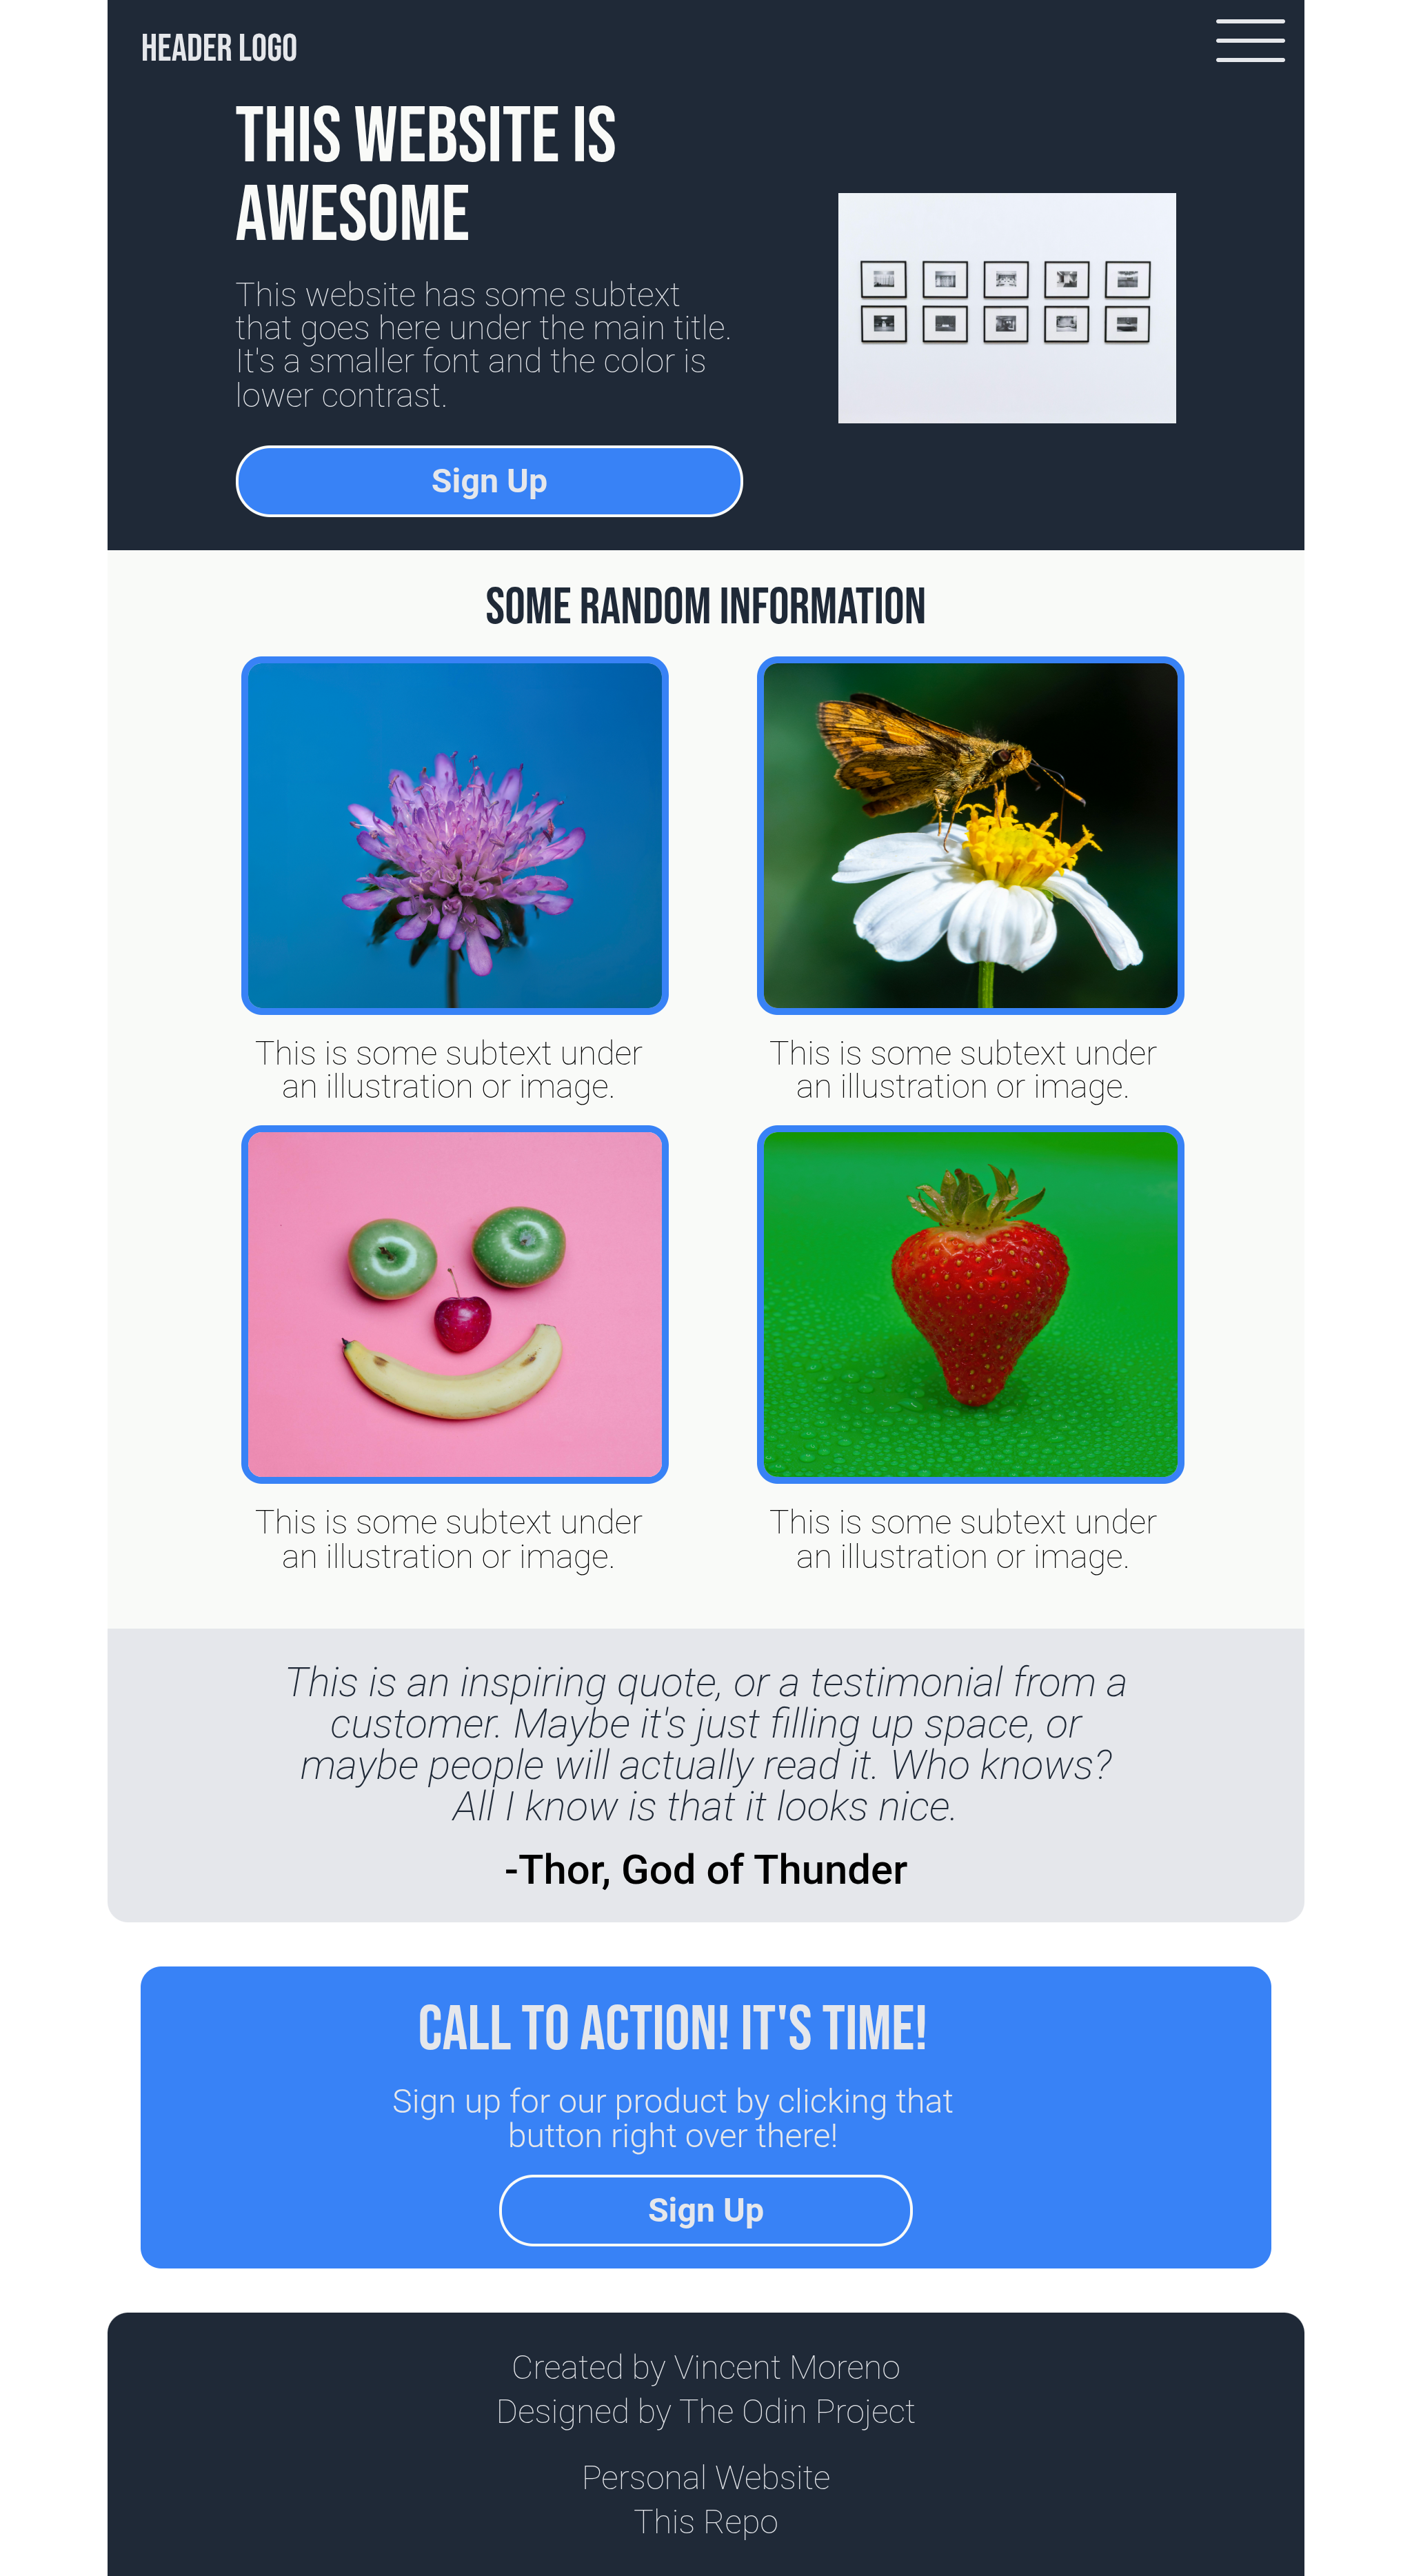 HEADER LOGO
THIS WEBSITE IS
AWESOME
This website has some subtext
that goes here under the main title.
It's a smaller font and the color is
lower contrast.
Sign Up
SOME RANDOM INFORMATION
This is some subtext under
an illustration or image.
This is some subtext under
an illustration or image.
This is some subtext under
an illustration or image.
This is some subtext under
an illustration or image.
This is an inspiring quote, or a testimonial from a
customer. Maybe it's just filling up space, or
maybe people will actually read it. Who knows?
All I know is that it looks nice.
-Thor, God of Thunder
CALL TO ACTION! IT'S TIME!
Sign up for our product by clicking that
button right over there!
Sign Up
Created by Vincent Moreno
Designed by The Odin Project
Personal Website
This Repo